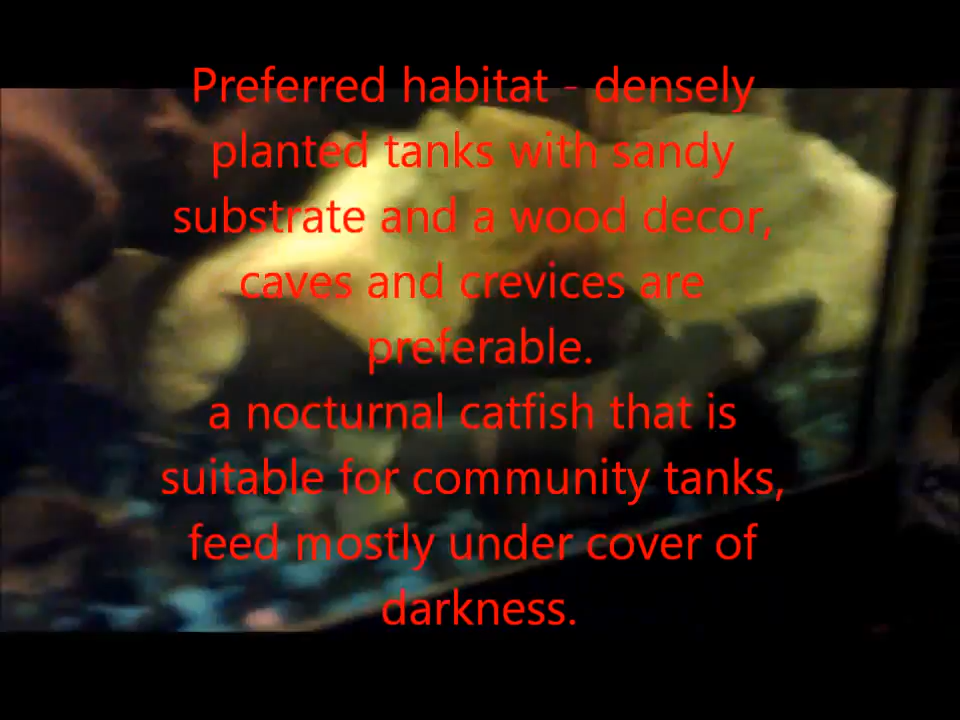 Preferred habitat - densely
planted tanks with sandy
substrate and a wood decor,
caves and crevices are
preferable.
a nocturnal catfish that is
suitable for community tanks,
feed mostly under cover of
darkness.